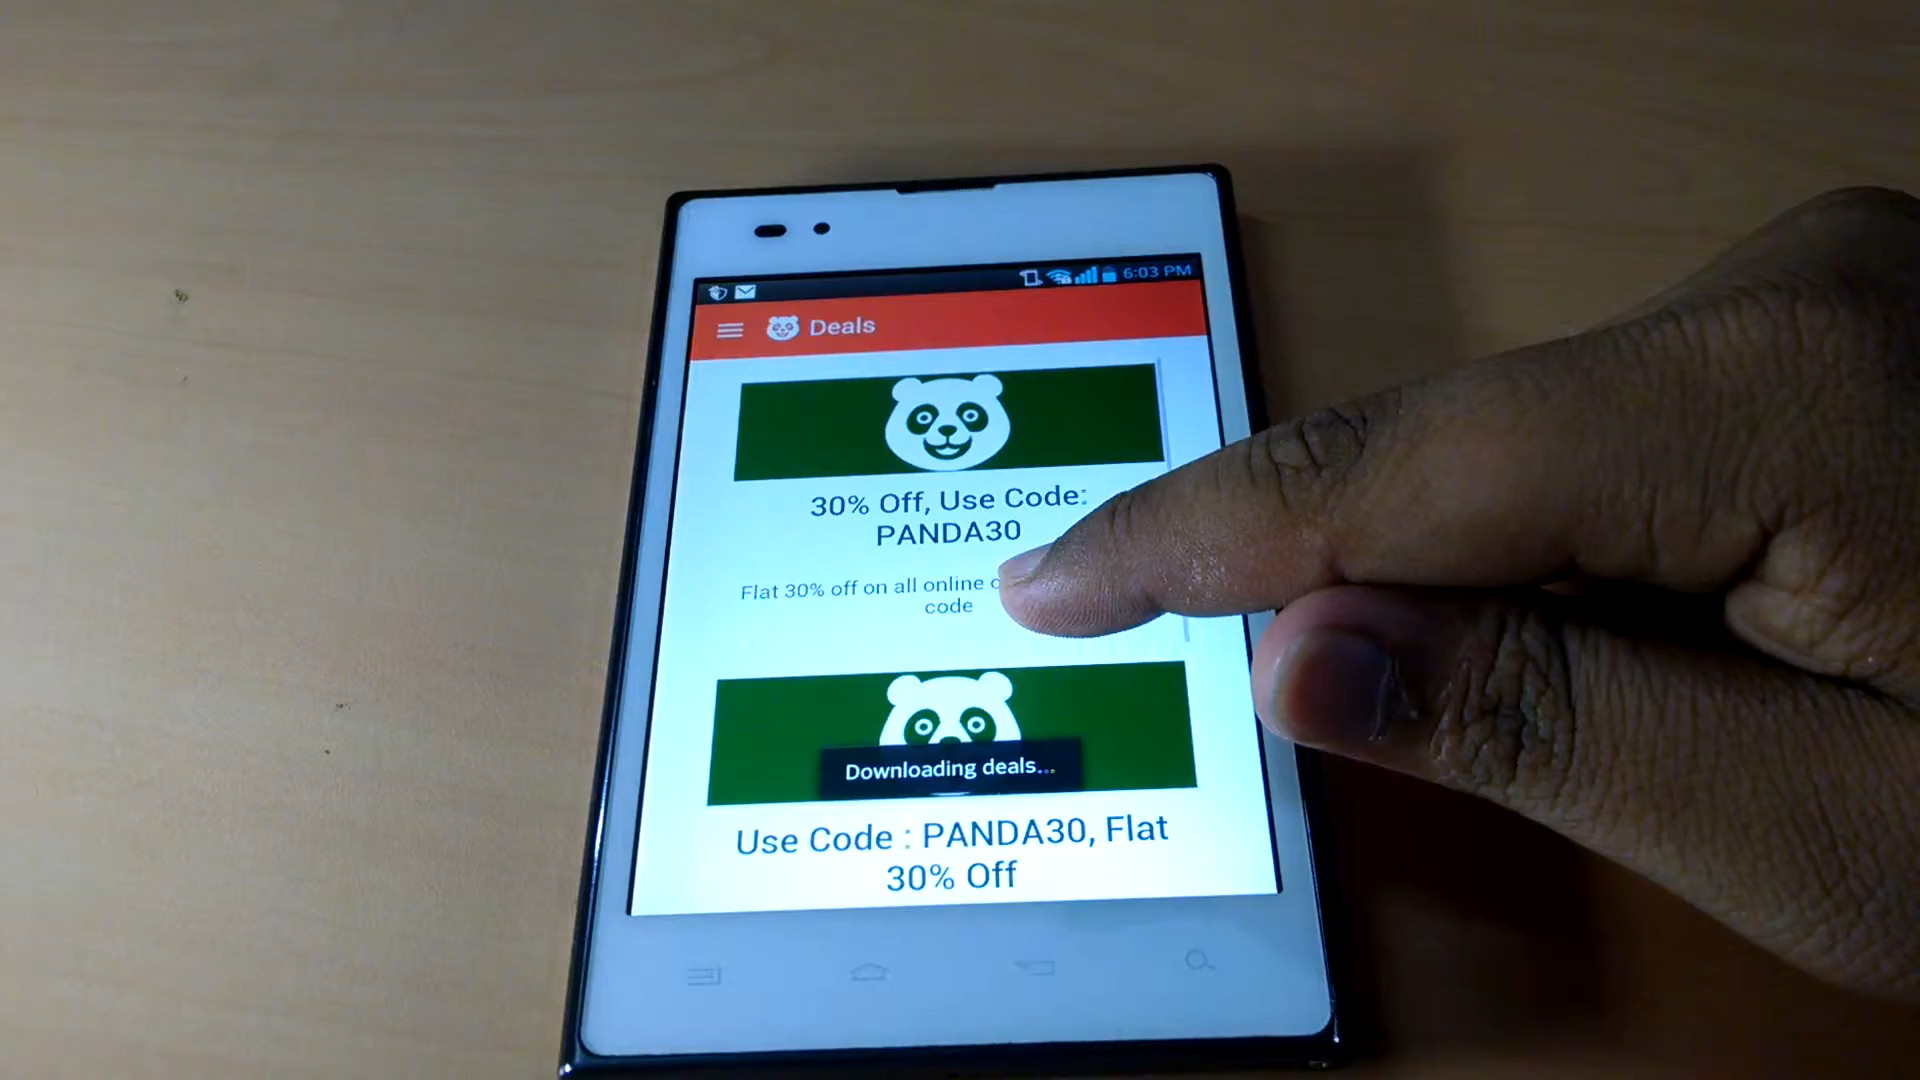 6:03 PM
Deals
30% Off, Use Code:
PANDA30
Flat 30% off on all online
code
Downloading deals...
Use Code : PANDA30, Flat
30% Off